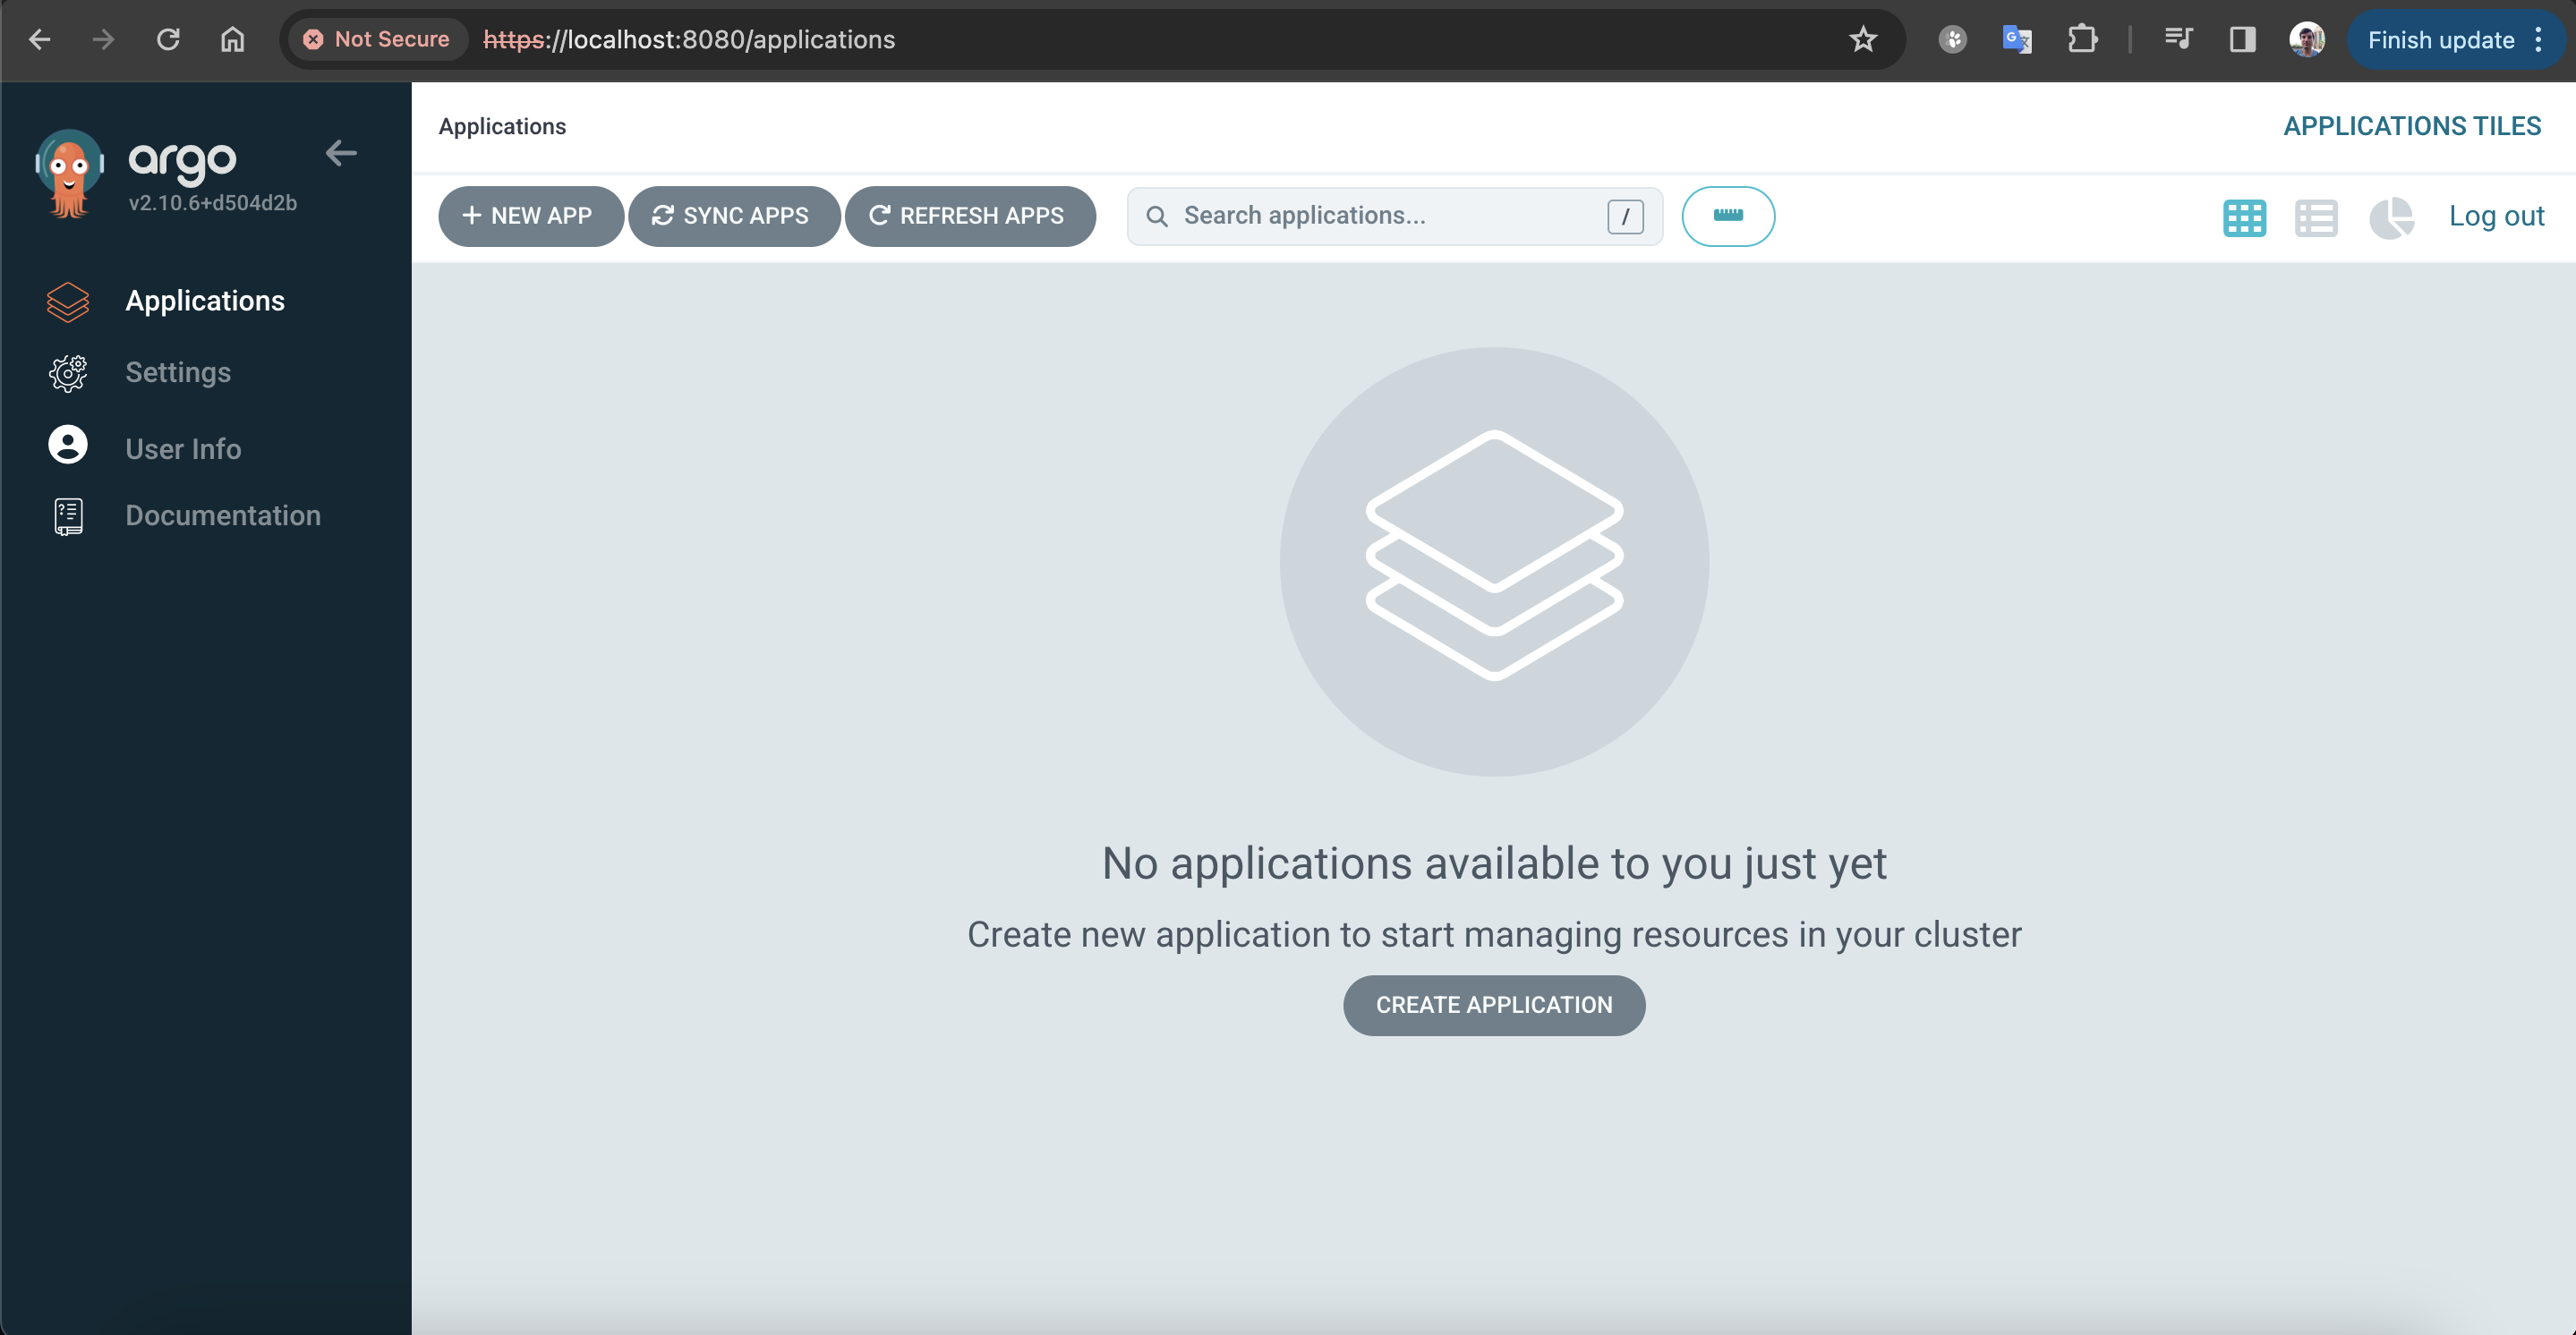 Not Secure https://localhost:8080/applications Finish update
argo
v2.10.6+d504d2b
Applications
Settings
User Info
Documentation
Applications APPLICATIONS TILES
NEW APP SYNC APPS REFRESH APPS Search applications... / Log out
No applications available to you just yet
Create new application to start managing resources in your cluster
CREATE APPLICATION